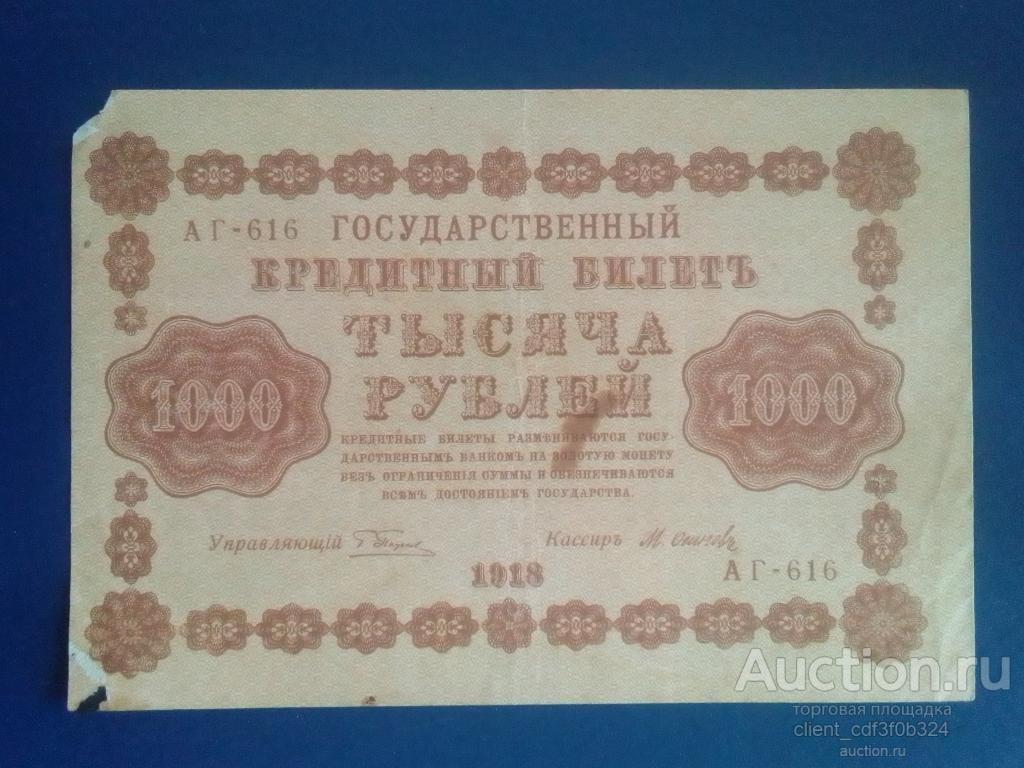 АГ-616 ГОСУДАРСТВЕННЫЙ
КРЕДИТНЫЙ БИЛЕТЪ
ТЫСЯЧА
РУБЛЕЙ
1000
1000
КРЕДИТНЫЕ БИЛЕТЫ РАЗМѢНИВАЮТСЯ ГОСУ-
ДАРСТВЕННЫМЪ БАНКОМЪ НА ЗОЛОТУЮ МОНЕТУ
БЕЗЪ ОГРАНИЧЕНІЯ СУММЫ И ОБЕЗПЕЧИВАЮТСЯ
ВСѢМЪ ДОСТОЯНІЕМЪ ГОСУДАРСТВА.
Управляющій
Кассиръ
1918
АГ-616
Auction.ru
торговая площадка
client_cdf3f0b324
auction.ru